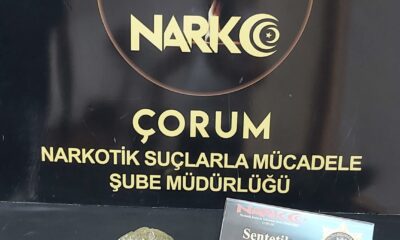 NARKO
ÇORUM
NARKOTİK SUÇLARLA MÜCADELE
ŞUBE MÜDÜRLÜĞÜ
NARKO